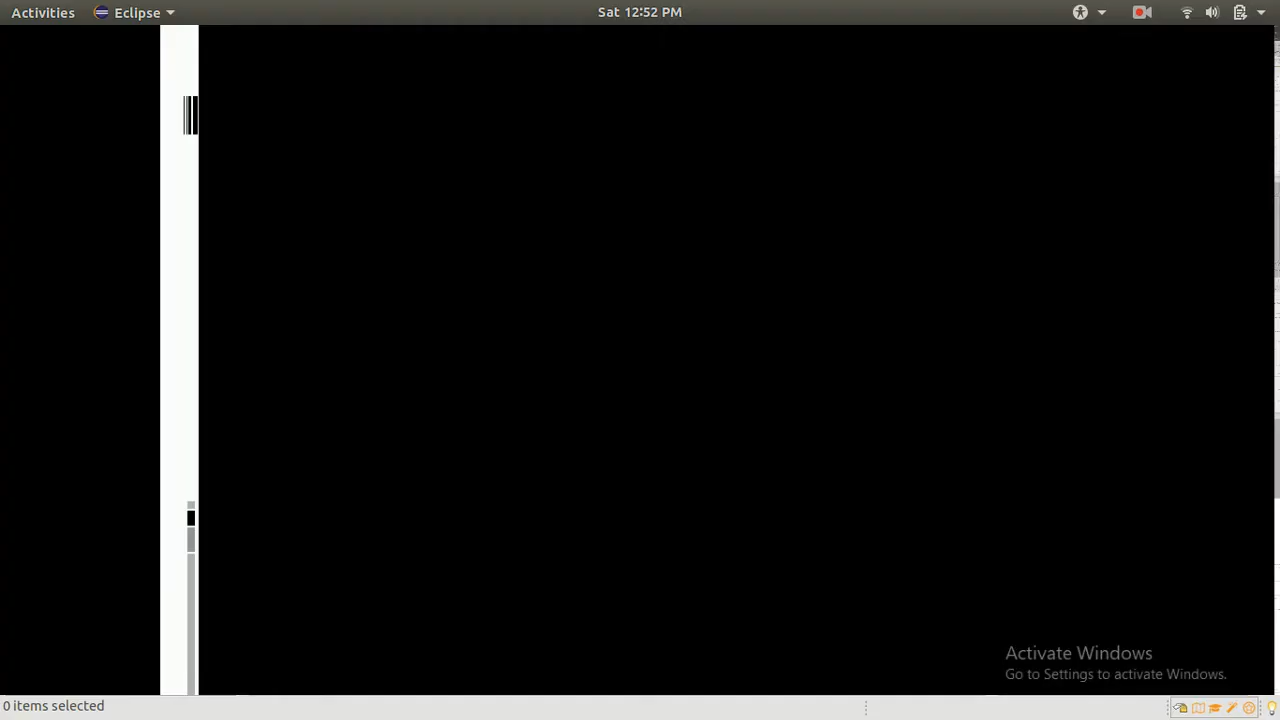 Activities Eclipse Sat 12:52 PM
Activate Windows
Go to Settings to activate Windows.
0 items selected